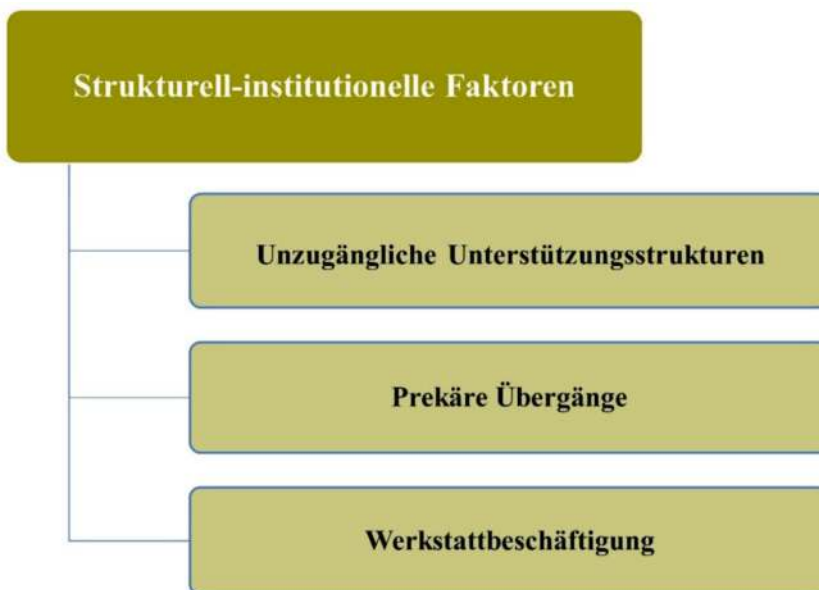 Strukturell-institutionelle Faktoren
Unzugängliche Unterstützungsstrukturen
Prekäre Übergänge
Werkstattbeschäftigung